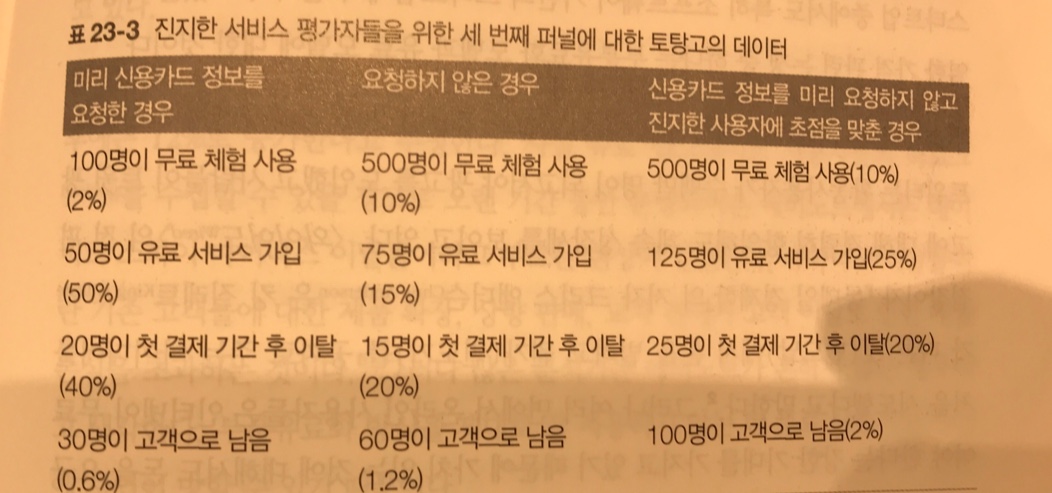 표 23-3 진지한 서비스 평가자들을 위한 세 번째 퍼널에 대한 토탕고의 데이터
미리 신용카드 정보를
요청한 경우
요청하지 않은 경우
신용카드 정보를 미리 요청하지 않고
진지한 사용자에 초점을 맞춘 경우
100명이 무료 체험 사용
(2%)
500명이 무료 체험 사용
(10%)
500명이 무료 체험 사용(10%)
50명이 유료 서비스 가입
(50%)
75명이 유료 서비스 가입
(15%)
125명이 유료 서비스 가입(25%)
20명이 첫 결제 기간 후 이탈
(40%)
15명이 첫 결제 기간 후 이탈
(20%)
25명이 첫 결제 기간 후 이탈(20%)
30명이 고객으로 남음
(0.6%)
60명이 고객으로 남음
(1.2%)
100명이 고객으로 남음(2%)